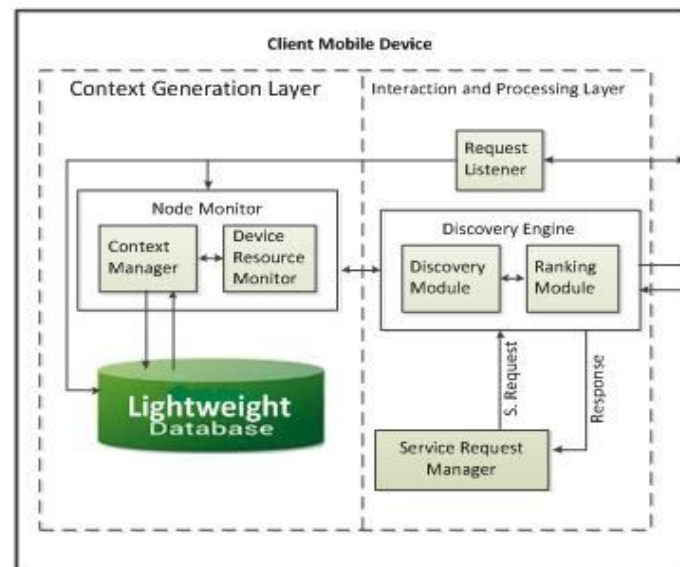 Client Mobile Device
Context Generation Layer
Interaction and Processing Layer
Request
Listener
Node Monitor
Context
Manager
Device
Resource
Monitor
Discovery Engine
Discovery
Module
Ranking
Module
S. Request
Response
Lightweight
Database
Service Request
Manager